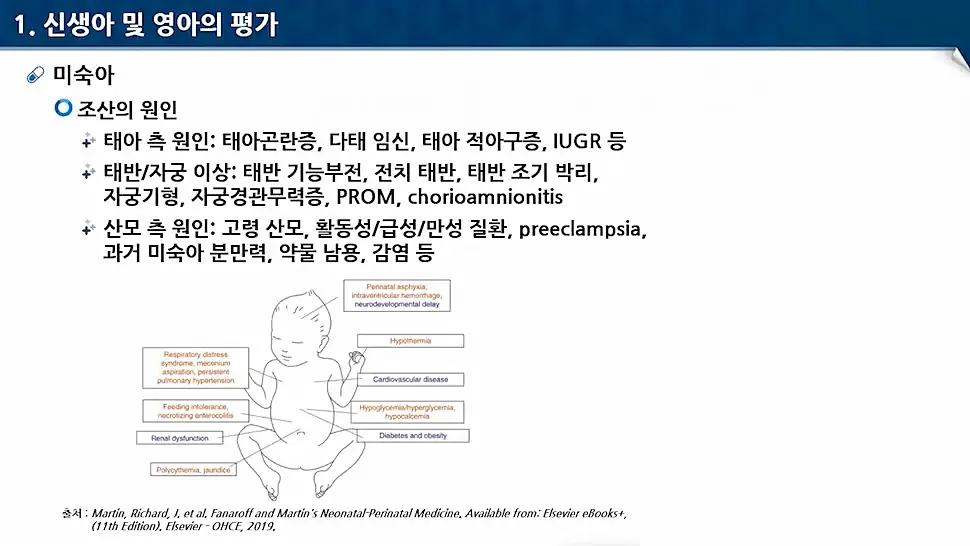 1. 신생아 및 영아의 평가
미숙아
조산의 원인
태아 측 원인: 태아곤란증, 다태 임신, 태아 적아구증, IUGR 등
태반/자궁 이상: 태반 기능부전, 전치 태반, 태반 조기 박리,
자궁기형, 자궁경관무력증, PROM, chorioamnionitis
산모 측 원인: 고령 산모, 활동성/급성/만성 질환, preeclampsia,
과거 미숙아 분만력, 약물 남용, 감염 등
Perinatal asphyxia,
intraventricular hemorrhage,
neurodevelopmental delay
Hypothermia
Respiratory distress
syndrome, meconium
aspiration, persistent
pulmonary hypertension
Cardiovascular disease
Feeding intolerance,
necrotizing enterocolitis
Hypoglycemia/hyperglycemia,
hypocalcemia
Renal dysfunction
Diabetes and obesity
Polycythemia, jaundice
출처 : Martin, Richard, J, et al. Fanaroff and Martin's Neonatal-Perinatal Medicine. Available from: Elsevier eBooks+,
(11th Edition). Elsevier - OHCE, 2019.